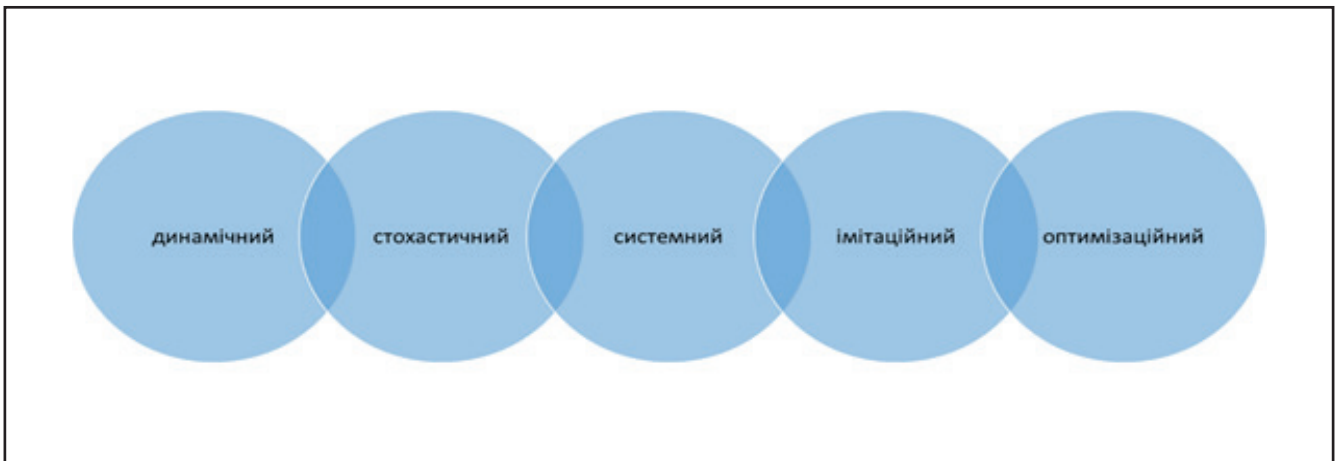 динамічний
стохастичний
системний
імітаційний
оптимізаційний